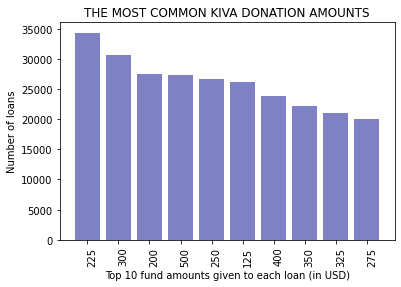 THE MOST COMMON KIVA DONATION AMOUNTS
Number of loans
35000
30000
25000
20000
15000
10000
5000
0
225 300 200 500 250 125 400 350 325 275
Top 10 fund amounts given to each loan (in USD)